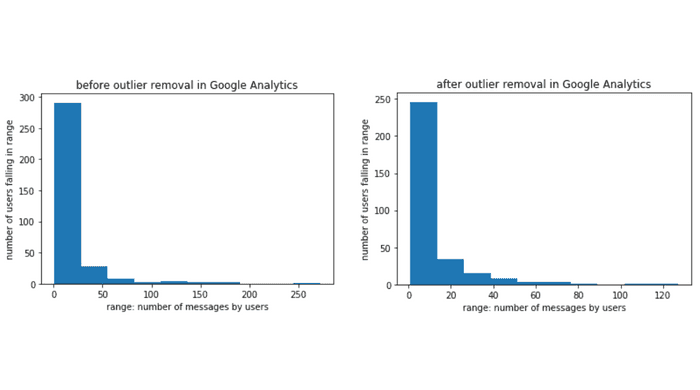 before outlier removal in Google Analytics
number of users falling in range
300
250
200
150
100
50
0
0 50 100 150 200 250
range: number of messages by users
after outlier removal in Google Analytics
number of users falling in range
250
200
150
100
50
0
0 20 40 60 80 100 120
range: number of messages by users